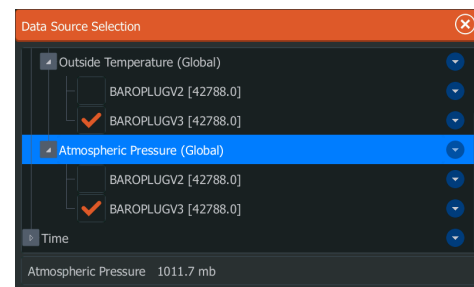 Data Source Selection
Outside Temperature (Global)
BAROPLUGV2 [42788.0]
BAROPLUGV3 [42788.0]
Atmospheric Pressure (Global)
BAROPLUGV2 [42788.0]
BAROPLUGV3 [42788.0]
Time
Atmospheric Pressure 1011.7 mb